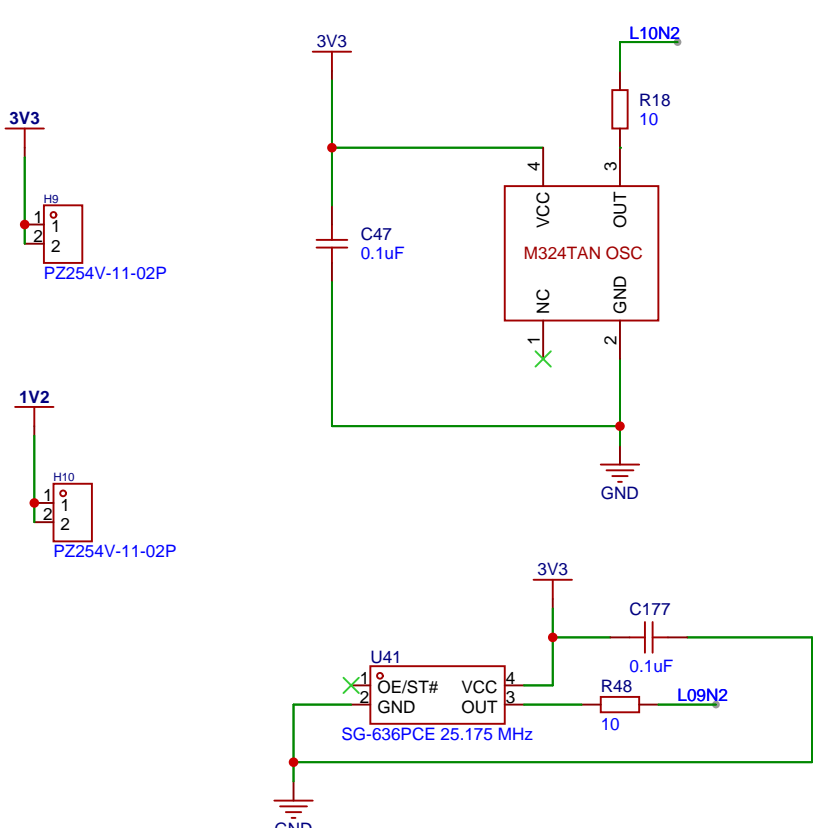 3V3
H9
1
1
2
2
PZ254V-11-02P
1V2
H10
1
1
2
2
PZ254V-11-02P
3V3
L10N2
R18
10
4
3
VCC
OUT
M324TAN OSC
NC
GND
1
2
C47
0.1uF
GND
3V3
C177
0.1uF
U41
1
OE/ST#
VCC
4
2
GND
OUT
3
SG-636PCE 25.175 MHz
R48
10
L09N2
GND